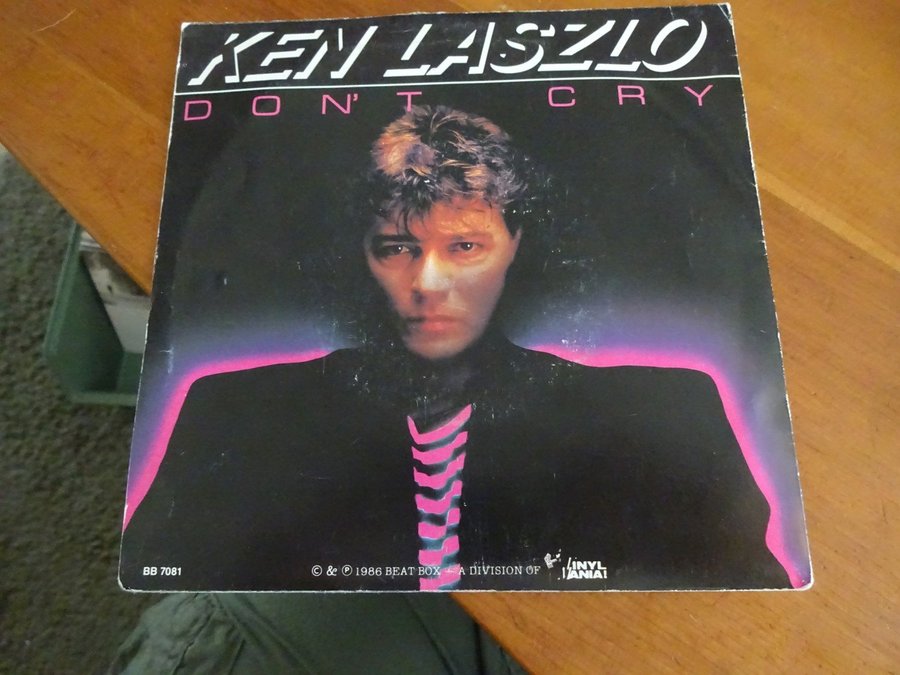 KEN LASZLO
DON'T CRY
BB 7081 © & ℗ 1986 BEAT BOX — A DIVISION OF VINYL
MANIA!